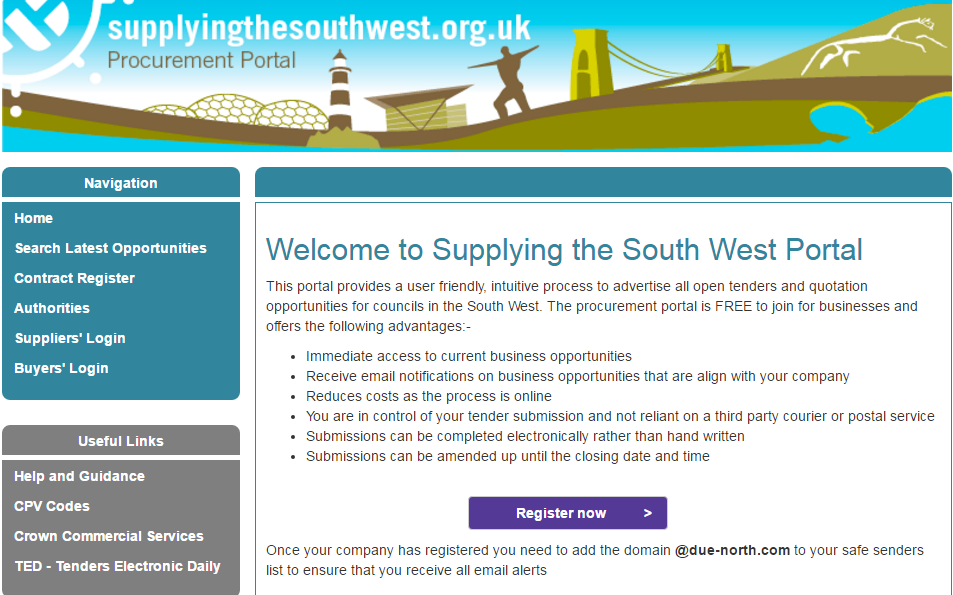 supplyingthesouthwest.org.uk
Procurement Portal
Navigation
Home
Search Latest Opportunities
Contract Register
Authorities
Suppliers' Login
Buyers' Login
Useful Links
Help and Guidance
CPV Codes
Crown Commercial Services
TED - Tenders Electronic Daily
Welcome to Supplying the South West Portal
This portal provides a user friendly, intuitive process to advertise all open tenders and quotation
opportunities for councils in the South West. The procurement portal is FREE to join for businesses and
offers the following advantages:-
• Immediate access to current business opportunities
• Receive email notifications on business opportunities that are align with your company
• Reduces costs as the process is online
• You are in control of your tender submission and not reliant on a third party courier or postal service
• Submissions can be completed electronically rather than hand written
• Submissions can be amended up until the closing date and time
Register now >
Once your company has registered you need to add the domain @due-north.com to your safe senders
list to ensure that you receive all email alerts